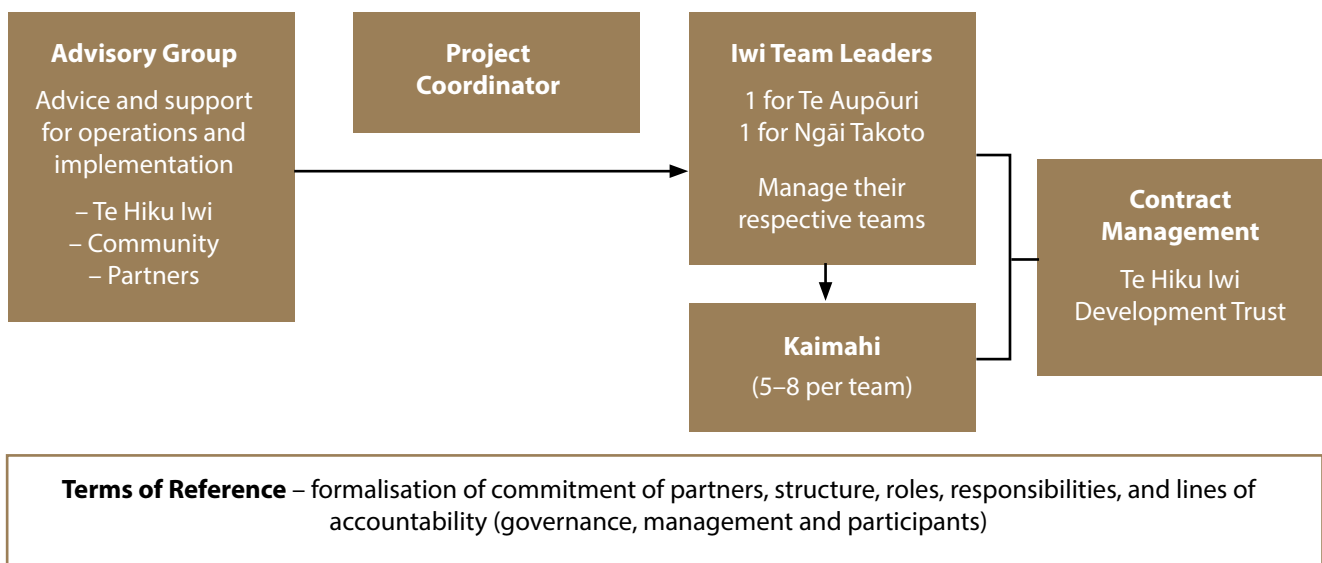 Advisory Group
Advice and support
for operations and
implementation
– Te Hiku Iwi
– Community
– Partners
Project
Coordinator
Iwi Team Leaders
1 for Te Aupōuri
1 for Ngāi Takoto
Manage their
respective teams
Kaimahi
(5–8 per team)
Contract
Management
Te Hiku Iwi
Development Trust
Terms of Reference – formalisation of commitment of partners, structure, roles, responsibilities, and lines of
accountability (governance, management and participants)